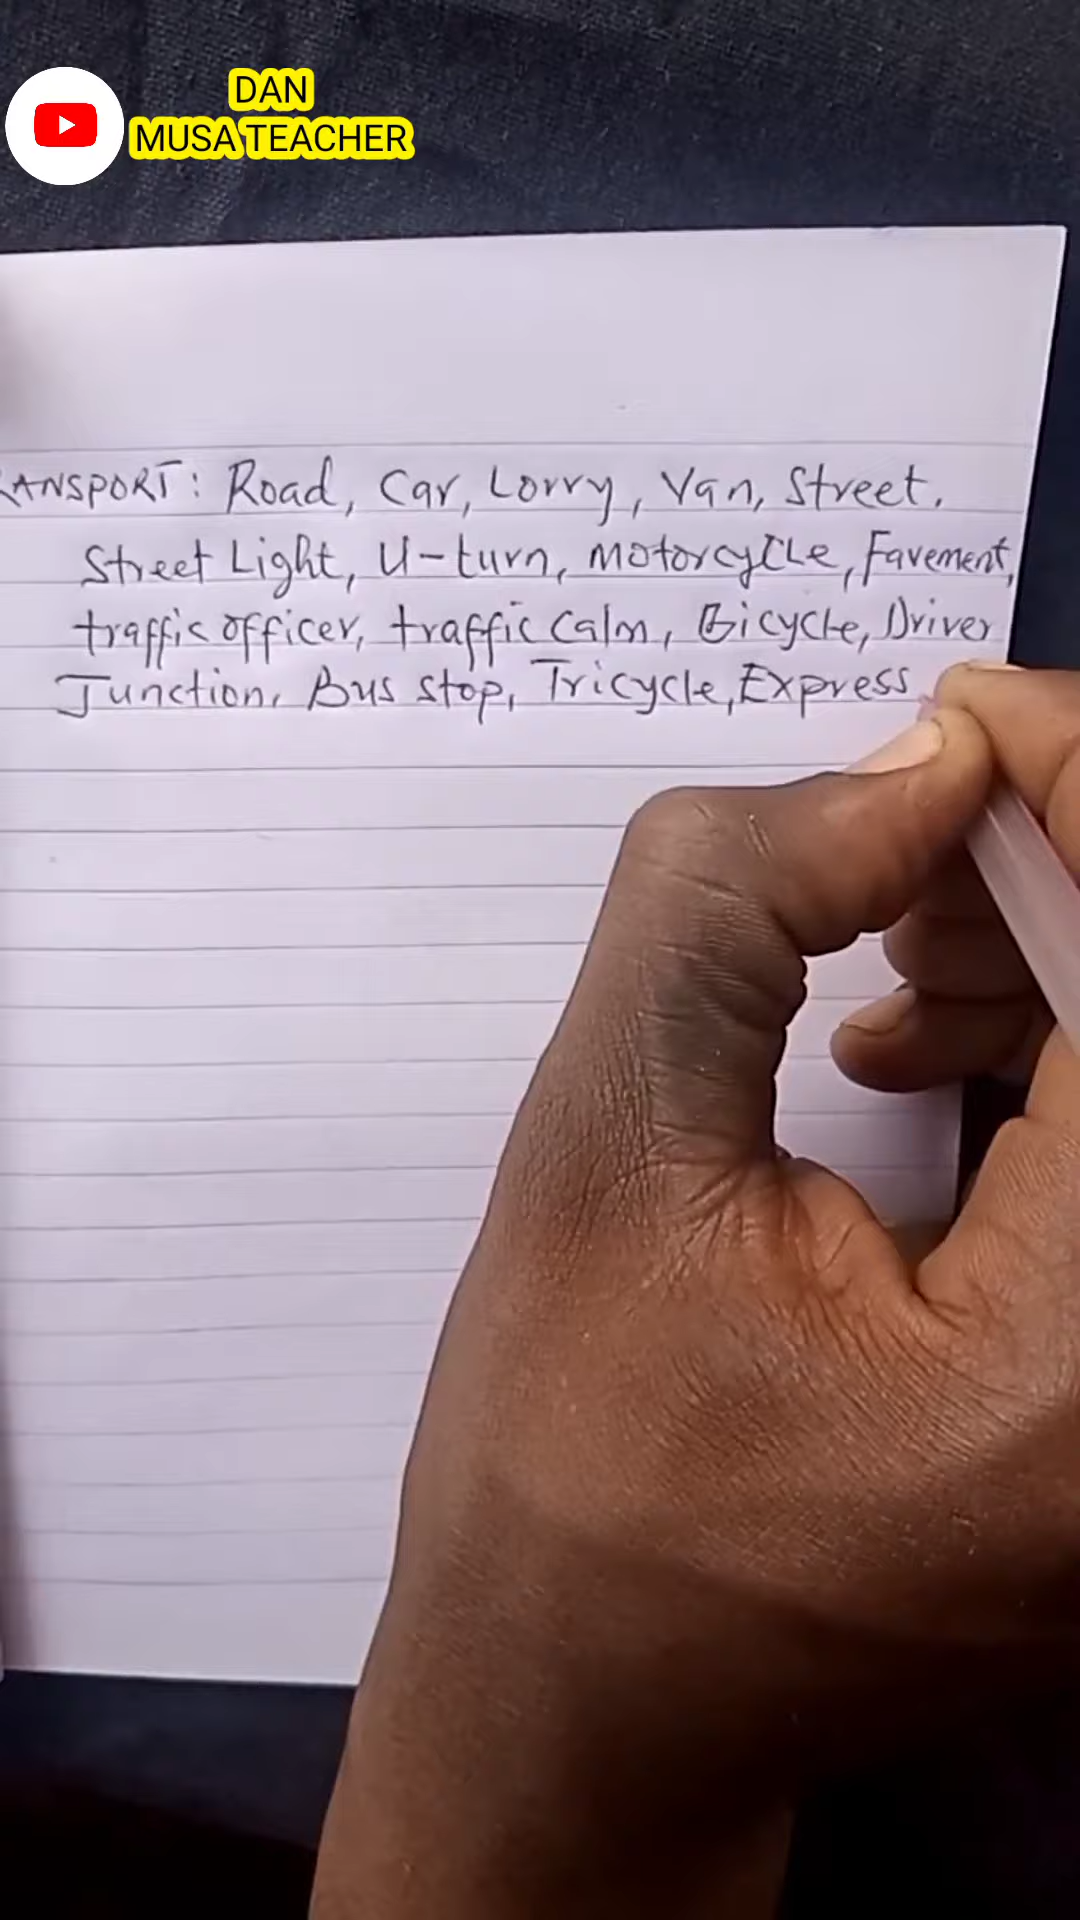 DAN
MUSA TEACHER
RANSPORT: Road, Car, Lorry, Van, Street.
Street Light, U-turn, Motorcycle, Favement,
traffic officer, traffic Calm, Bicycle, Driver
Junction, Bus stop, Tricycle, Express